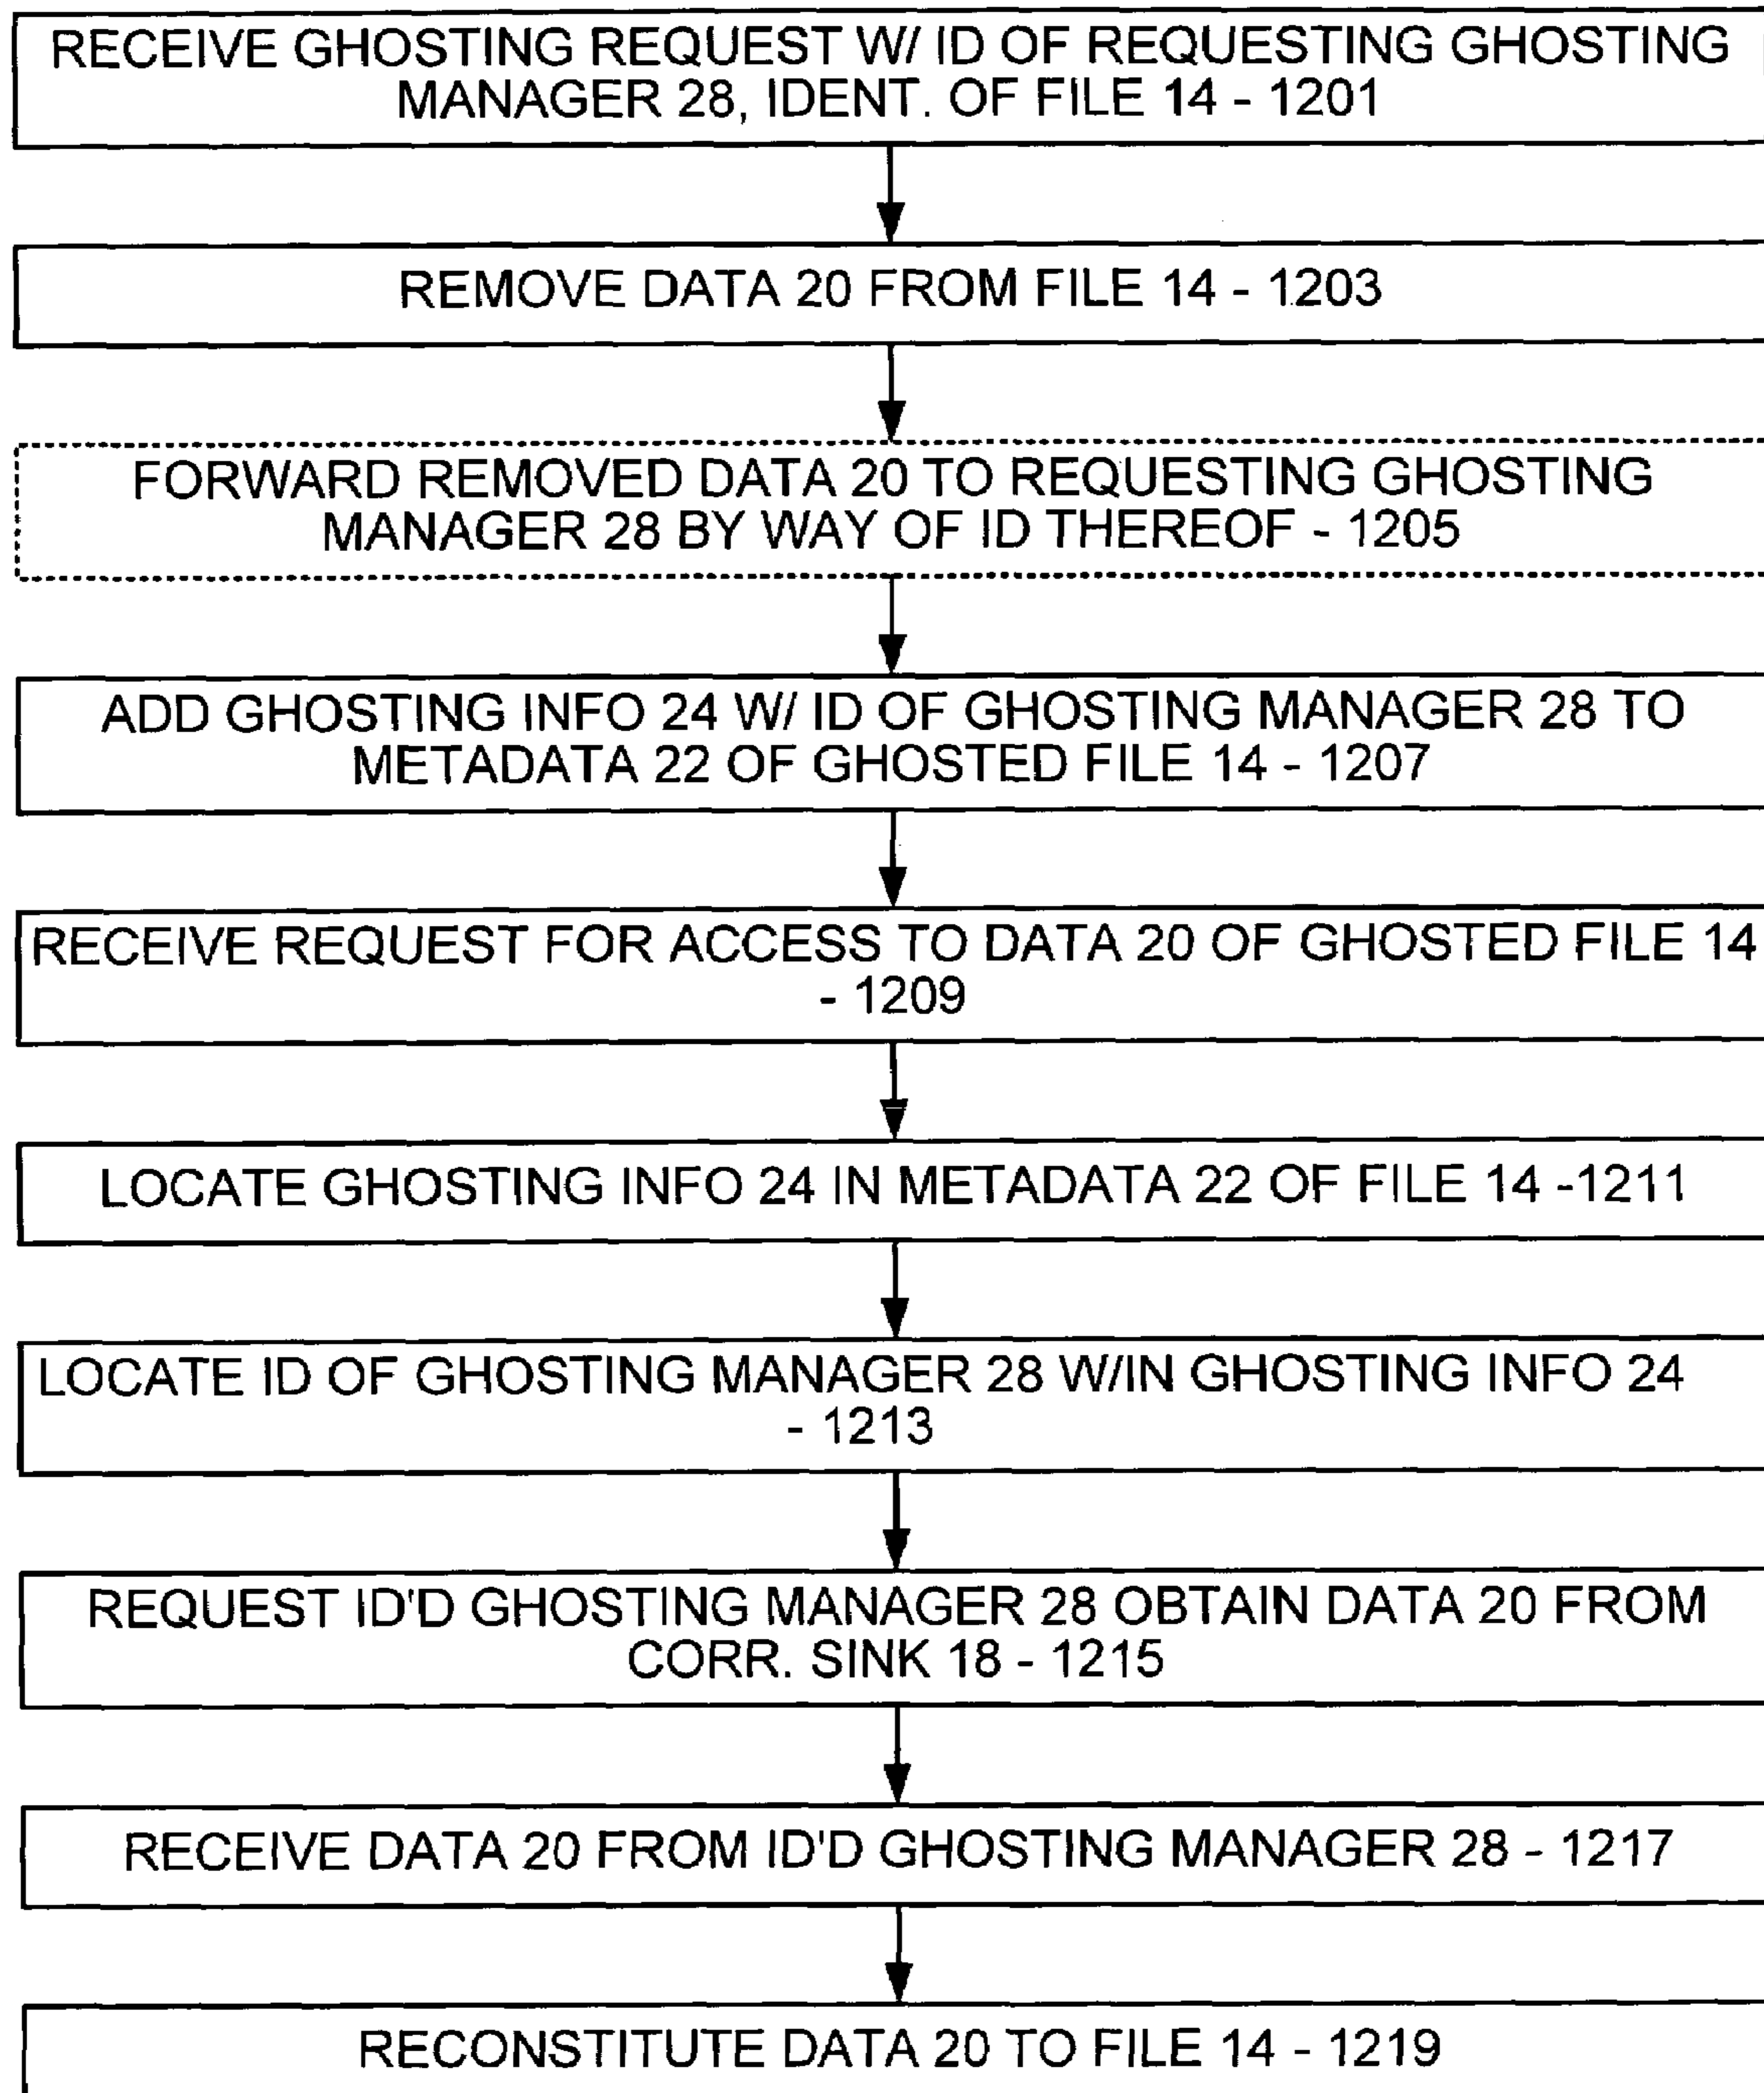 RECEIVE GHOSTING REQUEST W/ ID OF REQUESTING GHOSTING
MANAGER 28, IDENT. OF FILE 14 - 1201
REMOVE DATA 20 FROM FILE 14 - 1203
FORWARD REMOVED DATA 20 TO REQUESTING GHOSTING
MANAGER 28 BY WAY OF ID THEREOF - 1205
ADD GHOSTING INFO 24 W/ ID OF GHOSTING MANAGER 28 TO
METADATA 22 OF GHOSTED FILE 14 - 1207
RECEIVE REQUEST FOR ACCESS TO DATA 20 OF GHOSTED FILE 14
- 1209
LOCATE GHOSTING INFO 24 IN METADATA 22 OF FILE 14 -1211
LOCATE ID OF GHOSTING MANAGER 28 W/IN GHOSTING INFO 24
- 1213
REQUEST ID'D GHOSTING MANAGER 28 OBTAIN DATA 20 FROM
CORR. SINK 18 - 1215
RECEIVE DATA 20 FROM ID'D GHOSTING MANAGER 28 - 1217
RECONSTITUTE DATA 20 TO FILE 14 - 1219